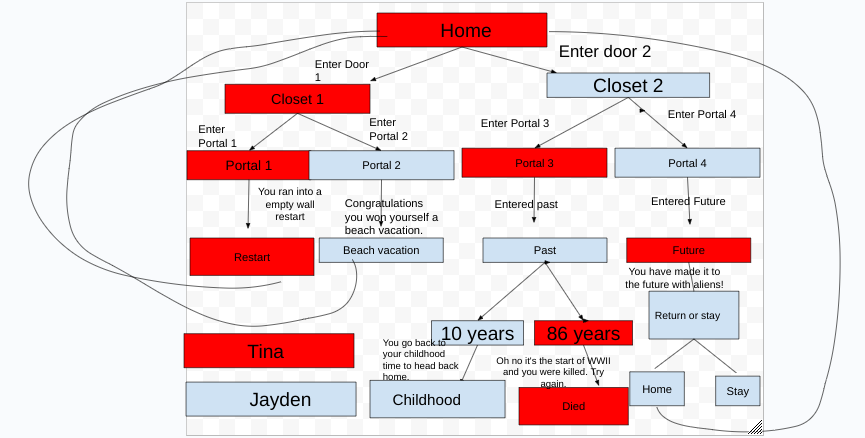 Home
Enter door 2
Enter Door
1
Closet 2
Closet 1
Enter Portal 4
Enter Portal 3
Enter
Portal 1
Enter
Portal 2
Portal 1
Portal 2
Portal 3
Portal 4
You ran into a
empty wall
restart
Congratulations
you won yourself a
beach vacation.
Entered past
Entered Future
Restart
Beach vacation
Past
Future
You have made it to
the future with aliens!
Return or stay
10 years
86 years
You go back to
your childhood
time to head back
home.
Oh no it's the start of WWII
and you were killed. Try
again.
Tina
Jayden
Childhood
Died
Home
Stay